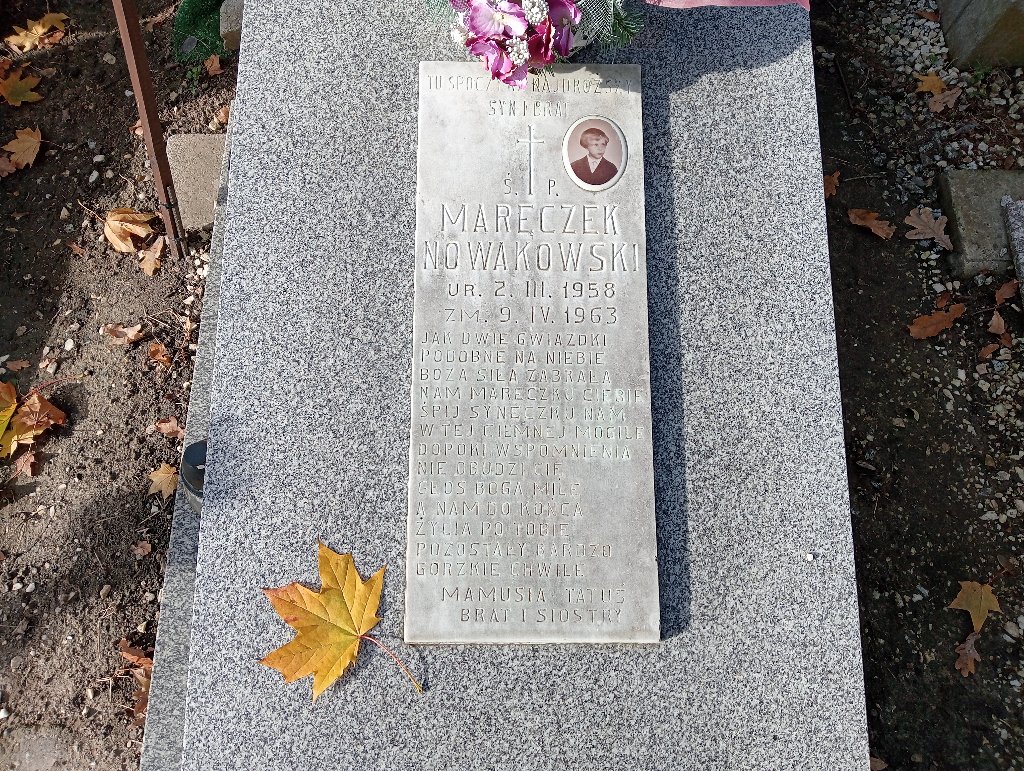 TU SPOCZYWA NAJDROŻSZY
SYN I BRAT
Ś. P.
MARECZEK
NOWAKOWSKI
UR. 2. III. 1958
ZM. 9. IV. 1963
JAK DWIE GWIAZDKI
PODOBNE NA NIEBIE
BOŻA SIŁA ZABRAŁA
NAM MARECZKU CIEBIE
ŚPIJ SYNECZKU NAM
W TEJ CIEMNEJ MOGILE
DOPÓKI WSPOMNIENIA
NIE OBUDZI CIĘ
GŁOS BOGA MILE
A NAM DO KOŃCA
ŻYCIA PO TOBIE
POZOSTAŁY BARDZO
GORZKIE CHWILE
MAMUSIA TATUŚ
BRAT I SIOSTRY